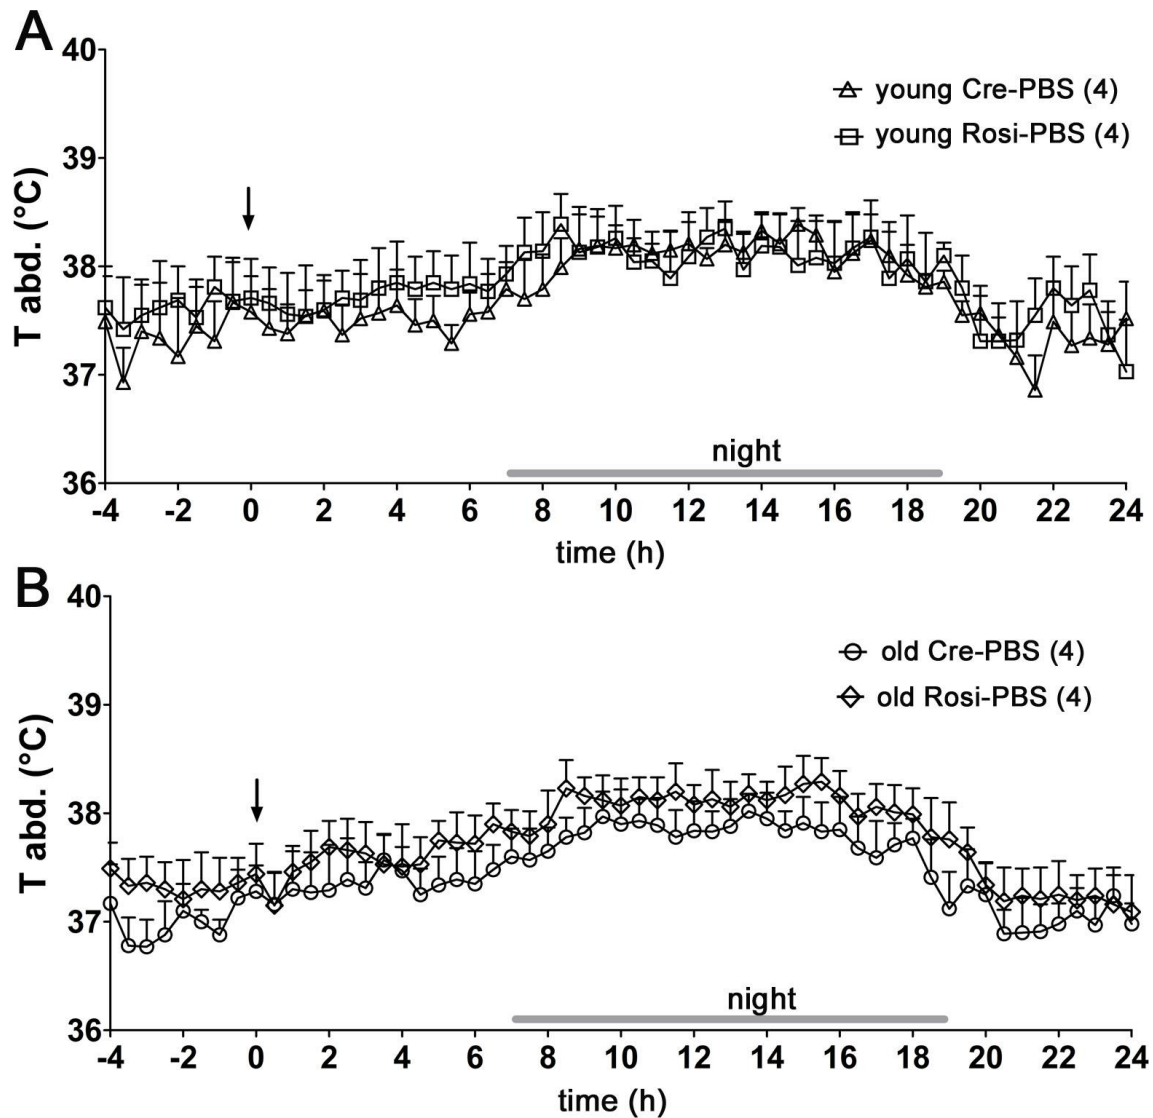 A
40
39
38
37
36
T abd. (°C)
young Cre-PBS (4)
young Rosi-PBS (4)
night
-4 -2 0 2 4 6 8 10 12 14 16 18 20 22 24
time (h)
B
40
39
38
37
36
T abd. (°C)
old Cre-PBS (4)
old Rosi-PBS (4)
night
-4 -2 0 2 4 6 8 10 12 14 16 18 20 22 24
time (h)